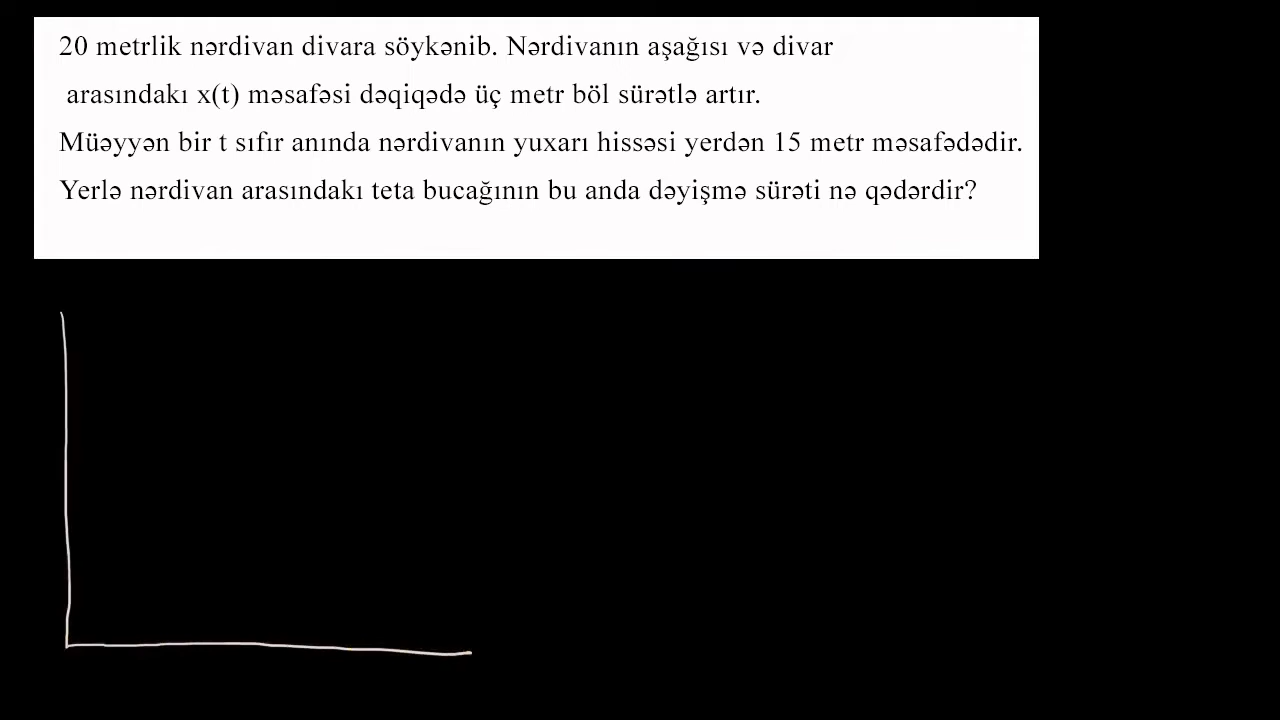 20 metrlik nərdivan divara söykənib. Nərdivanın aşağısı və divar
arasındakı x(t) məsafəsi dəqiqədə üç metr böl sürətlə artır.
Müəyyən bir t sıfır anında nərdivanın yuxarı hissəsi yerdən 15 metr məsafədədir.
Yerlə nərdivan arasındakı teta bucağının bu anda dəyişmə sürəti nə qədərdir?